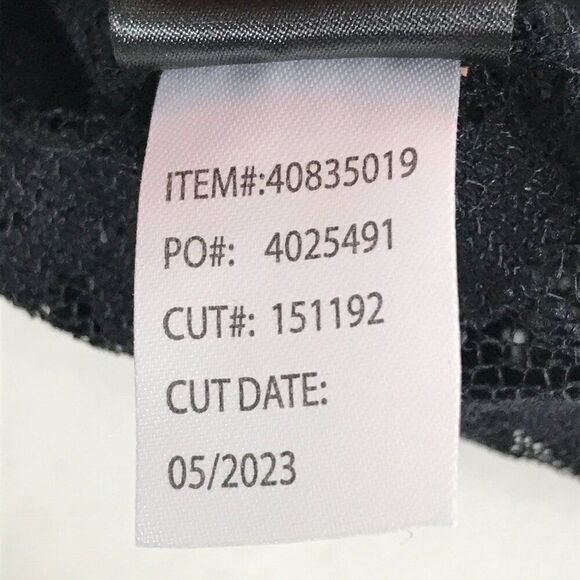 ITEM#:40835019
PO#: 4025491
CUT#: 151192
CUT DATE:
05/2023